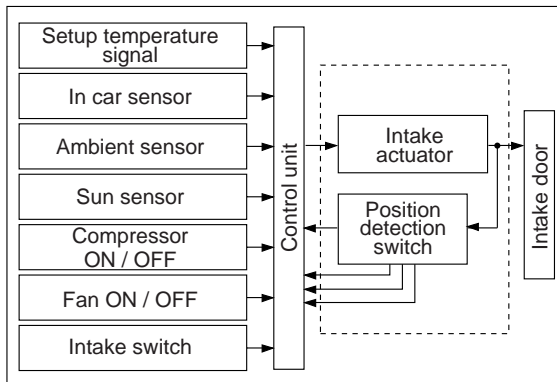 Setup temperature
signal
In car sensor
Ambient sensor
Sun sensor
Compressor
ON / OFF
Fan ON / OFF
Intake switch
Control unit
Intake
actuator
Position
detection
switch
Intake door